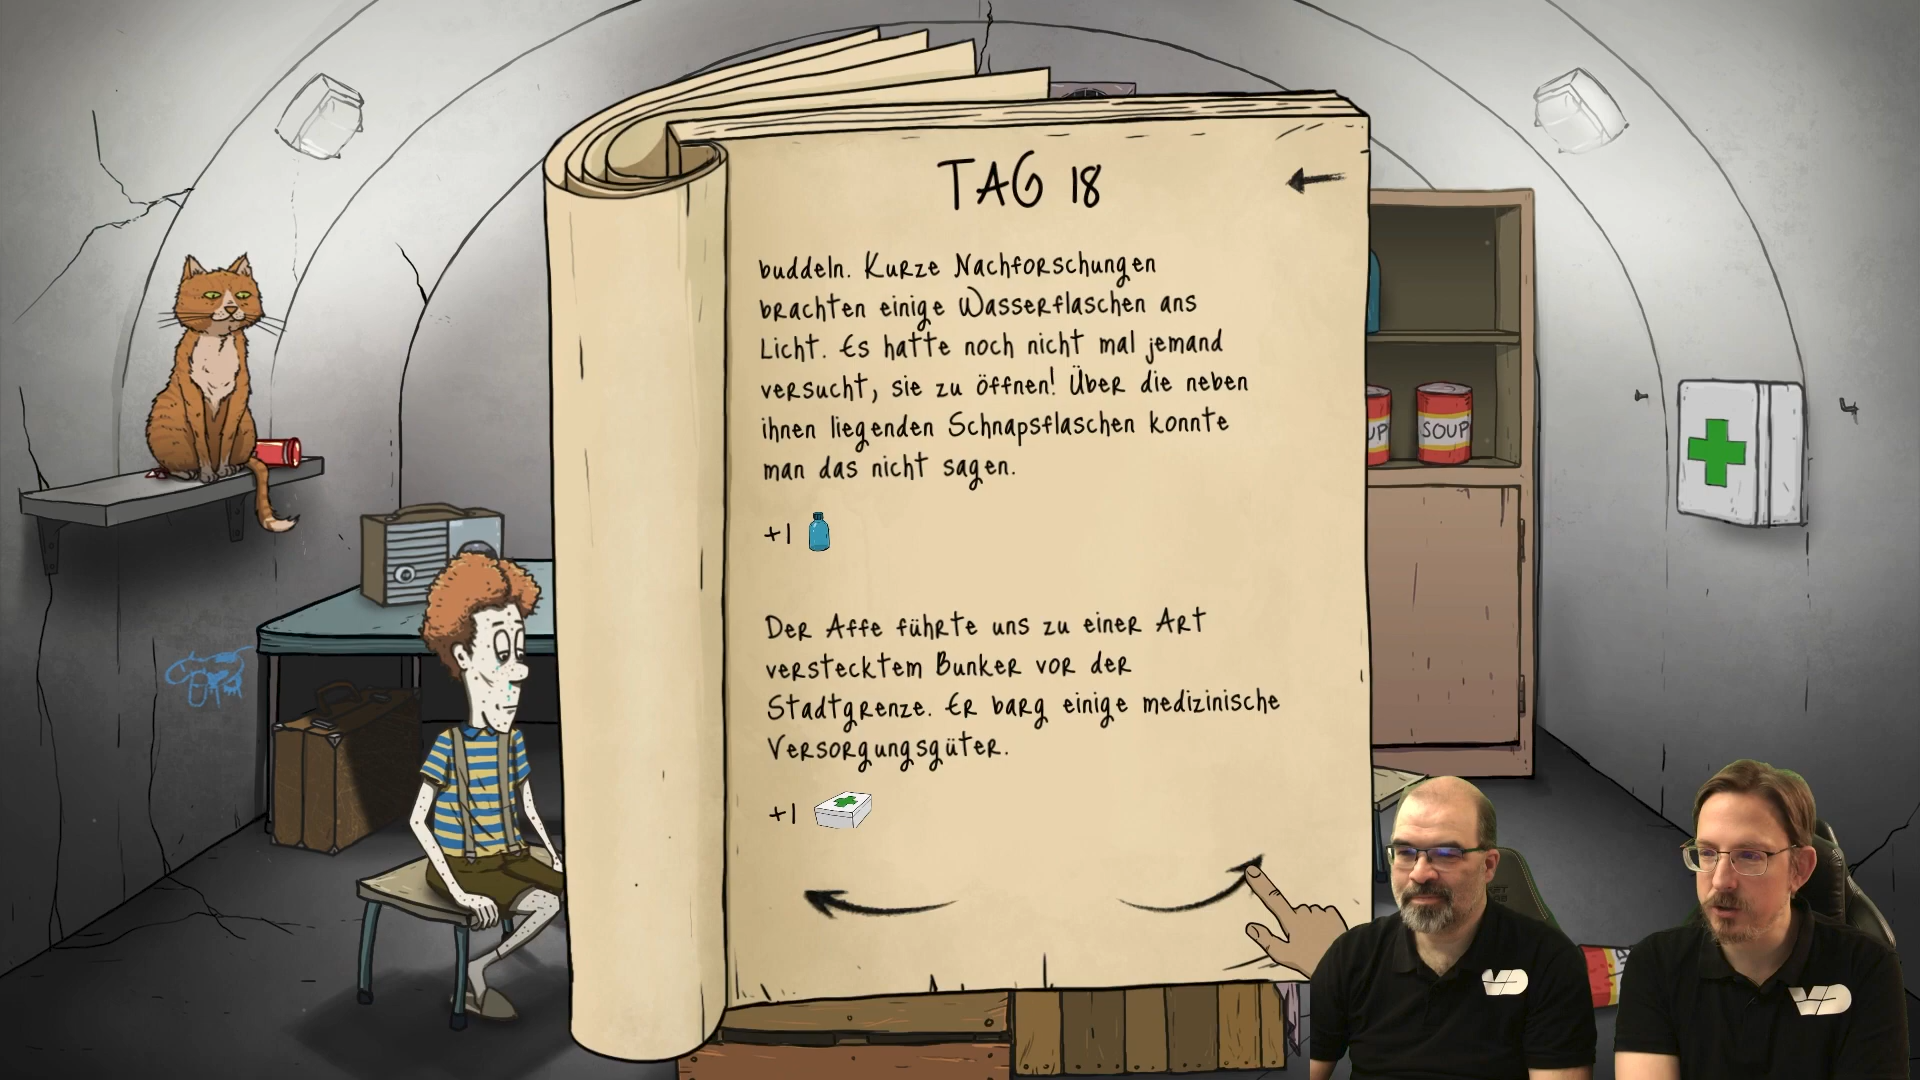 TAG 18
buddeln. Kurze Nachforschungen
brachten einige Wasserflaschen ans
Licht. Es hatte noch nicht mal jemand
versucht, sie zu öffnen! Über die neben
ihnen liegenden Schnapsflaschen konnte
man das nicht sagen.
+1
Der Affe führte uns zu einer Art
verstecktem Bunker vor der
Stadtgrenze. Er barg einige medizinische
Versorgungsgüter.
+1
SOUP